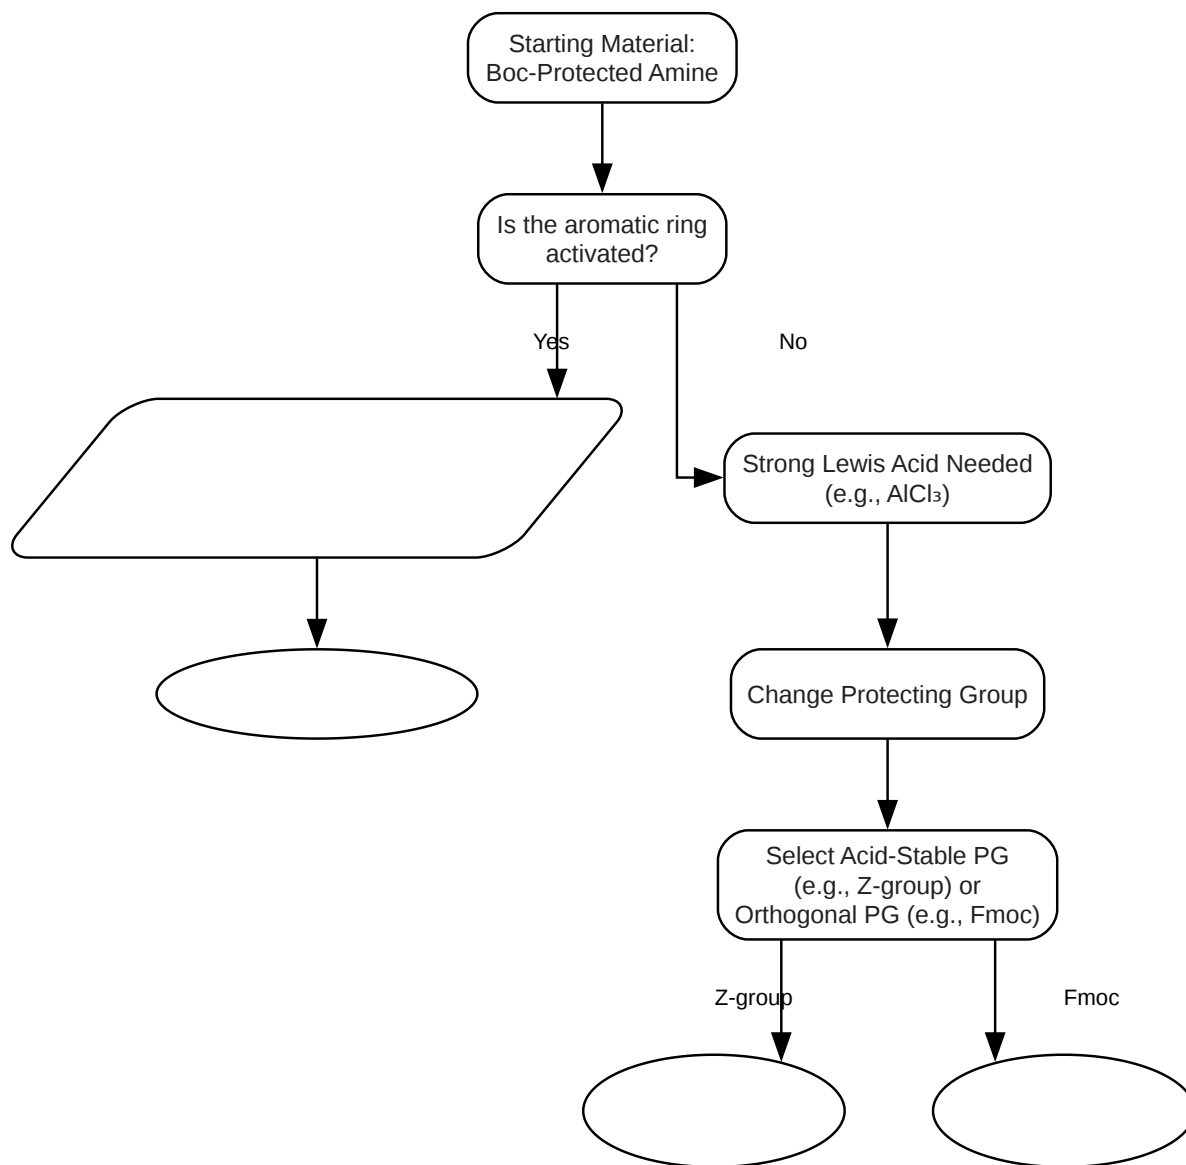 Starting Material:
Boc-Protected Amine
Is the aromatic ring
activated?
Yes
No
Strong Lewis Acid Needed
(e.g., AlCl₃)
Change Protecting Group
Select Acid-Stable PG
(e.g., Z-group) or
Orthogonal PG (e.g., Fmoc)
Z-group
Fmoc